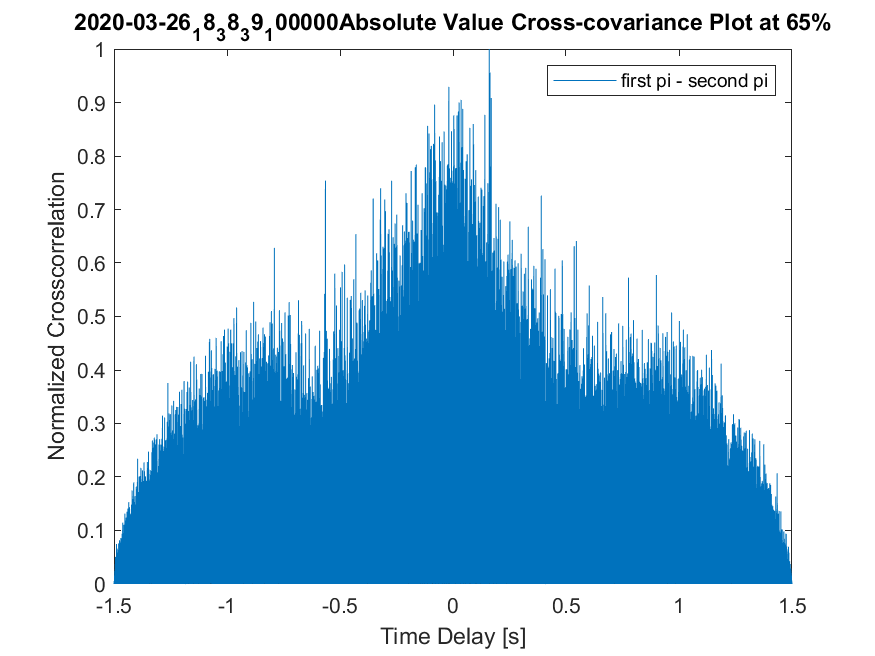 2020-03-26₁8₃8₃9₁00000Absolute Value Cross-covariance Plot at 65%
first pi - second pi
Normalized Crosscorrelation
1
0.9
0.8
0.7
0.6
0.5
0.4
0.3
0.2
0.1
0
-1.5 -1 -0.5 0 0.5 1 1.5
Time Delay [s]